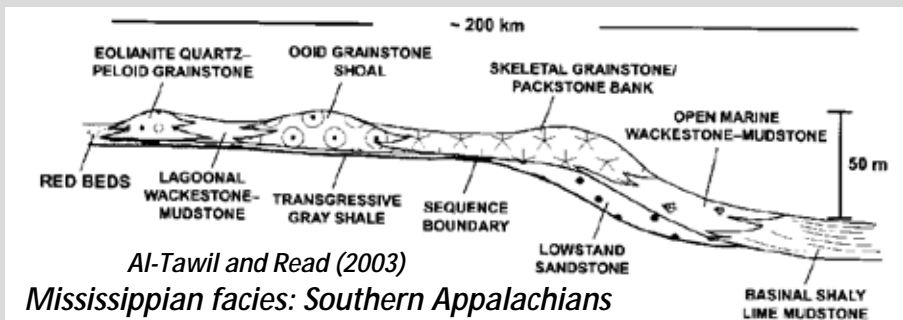 ~ 200 km
EOLIANITE QUARTZ–
PELOID GRAINSTONE
OOID GRAINSTONE
SHOAL
SKELETAL GRAINSTONE/
PACKSTONE BANK
OPEN MARINE
WACKESTONE–MUDSTONE
50 m
RED BEDS
LAGOONAL
WACKESTONE–
MUDSTONE
TRANSGRESSIVE
GRAY SHALE
SEQUENCE
BOUNDARY
LOWSTAND
SANDSTONE
BASINAL SHALY
LIME MUDSTONE
Al-Tawil and Read (2003)
Mississippian facies: Southern Appalachians